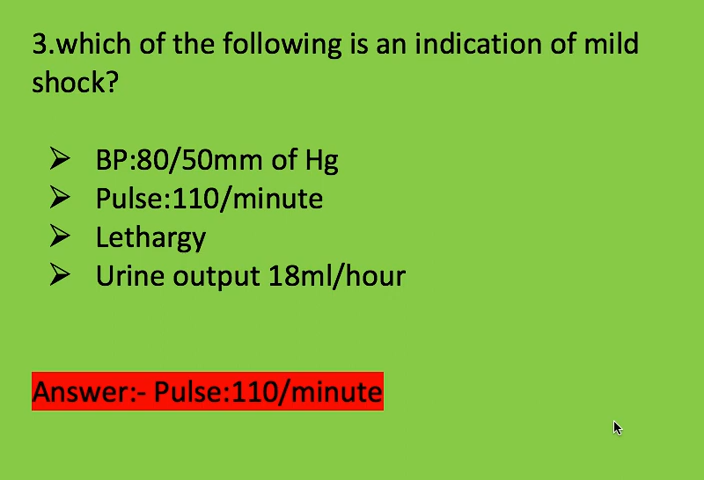 3.which of the following is an indication of mild
shock?
➢ BP:80/50mm of Hg
➢ Pulse:110/minute
➢ Lethargy
➢ Urine output 18ml/hour
Answer:- Pulse:110/minute